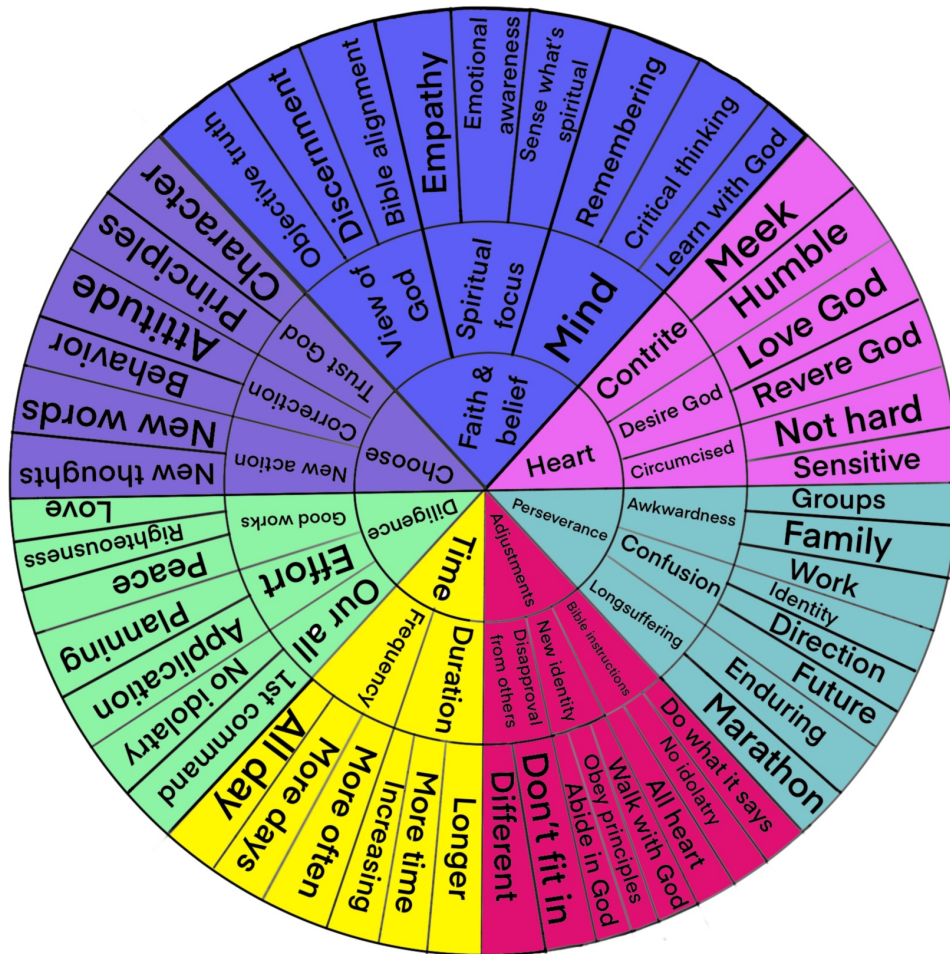 Faith &
belief
View of
God
Objective truth
Discernment
Bible alignment
Spiritual
focus
Empathy
Emotional
awareness
Sense what's
spiritual
Mind
Remembering
Critical thinking
Learn with God
Heart
Contrite
Meek
Humble
Desire God
Love God
Revere God
Circumcised
Not hard
Sensitive
Perseverance
Awkwardness
Groups
Family
Work
Confusion
Identity
Direction
Future
Longsuffering
Enduring
Marathon
Adjustments
Bible instructions
Do what it says
No idolatry
All heart
New identity
Walk with God
Obey principles
Abide in God
Disapproval
from others
Don't fit in
Different
Time
Duration
Longer
More time
Increasing
Frequency
More often
More days
All day
Diligence
Our all
1st command
No idolatry
Effort
Application
Planning
Good works
Peace
Righteousness
Love
Choose
New action
New thoughts
New words
Correction
Behavior
Attitude
Trust God
Principles
Character